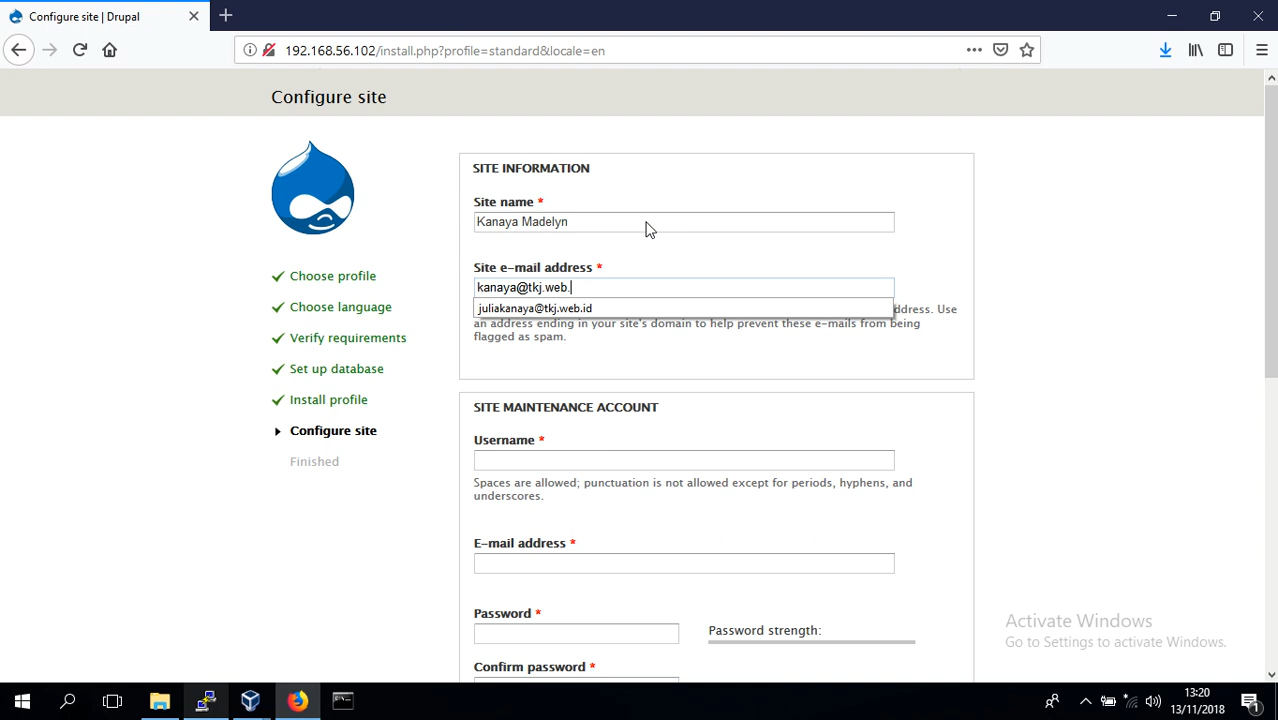 Configure site | Drupal
192.168.56.102/install.php?profile=standard&locale=en
Configure site
Choose profile
Choose language
Verify requirements
Set up database
Install profile
Configure site
Finished
SITE INFORMATION
Site name *
Kanaya Madelyn
Site e-mail address *
kanaya@tkj.web.
juliakanaya@tkj.web.id
ddress. Use
an address ending in your site's domain to help prevent these e-mails from being
flagged as spam.
SITE MAINTENANCE ACCOUNT
Username *
Spaces are allowed; punctuation is not allowed except for periods, hyphens, and
underscores.
E-mail address *
Password *
Password strength:
Confirm password *
Activate Windows
Go to Settings to activate Windows.
13:20
13/11/2018
1